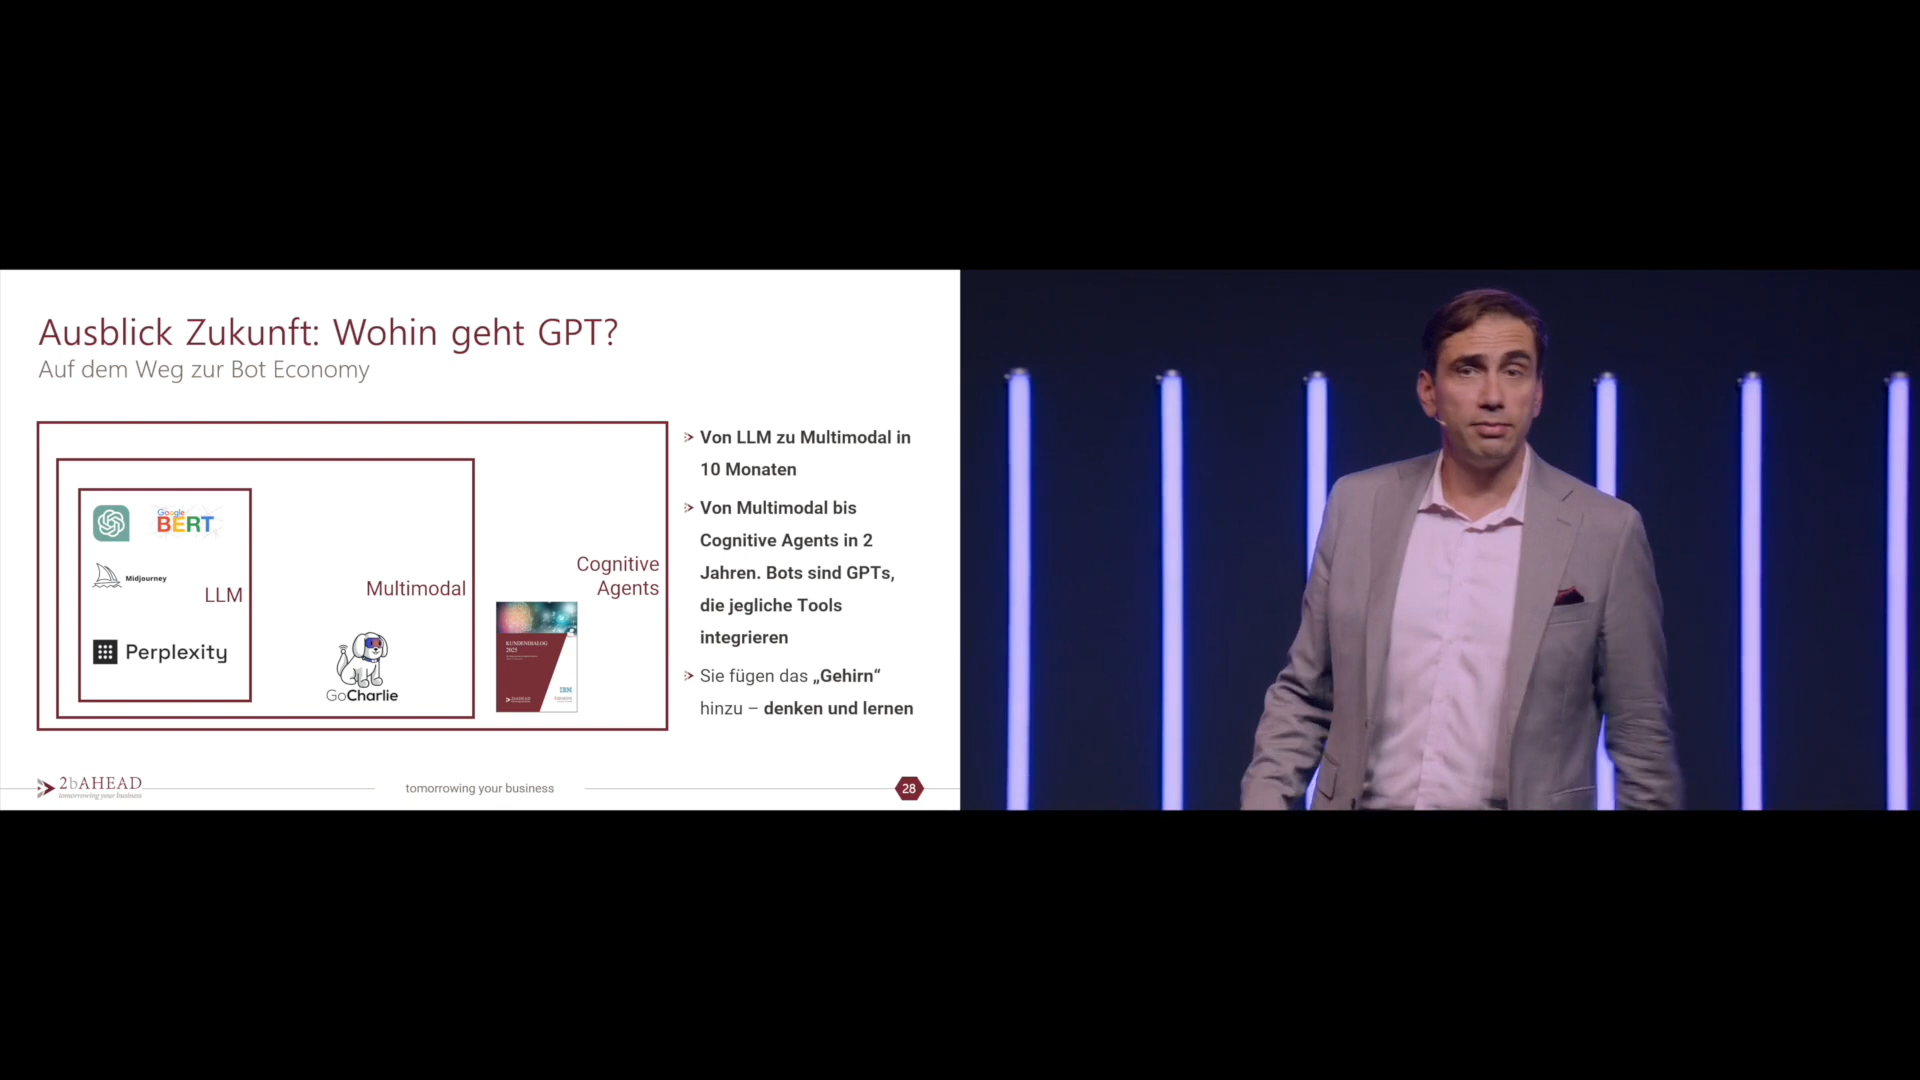 Ausblick Zukunft: Wohin geht GPT?
Auf dem Weg zur Bot Economy
Google
BERT
Midjourney
LLM
Perplexity
Multimodal
GoCharlie
Cognitive
Agents
KUNDENDIALOG
2025
2bAHEAD
IBM
Von LLM zu Multimodal in
10 Monaten
Von Multimodal bis
Cognitive Agents in 2
Jahren. Bots sind GPTs,
die jegliche Tools
integrieren
Sie fügen das „Gehirn“
hinzu – denken und lernen
2bAHEAD
tomorrowing your business
tomorrowing your business
28